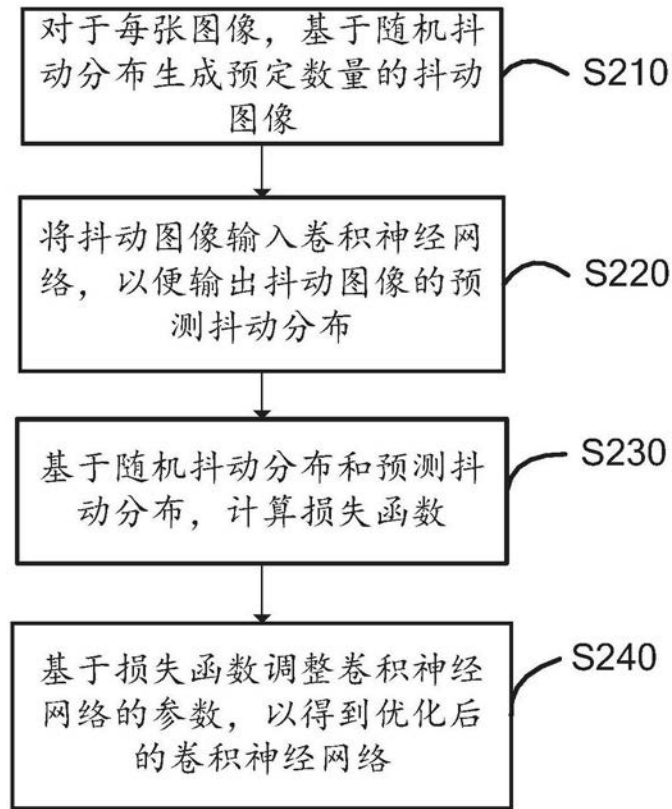 对于每张图像，基于随机抖
动分布生成预定数量的抖动
图像
S210
将抖动图像输入卷积神经网
络，以便输出抖动图像的预
测抖动分布
S220
基于随机抖动分布和预测抖
动分布，计算损失函数
S230
基于损失函数调整卷积神经
网络的参数，以得到优化后
的卷积神经网络
S240